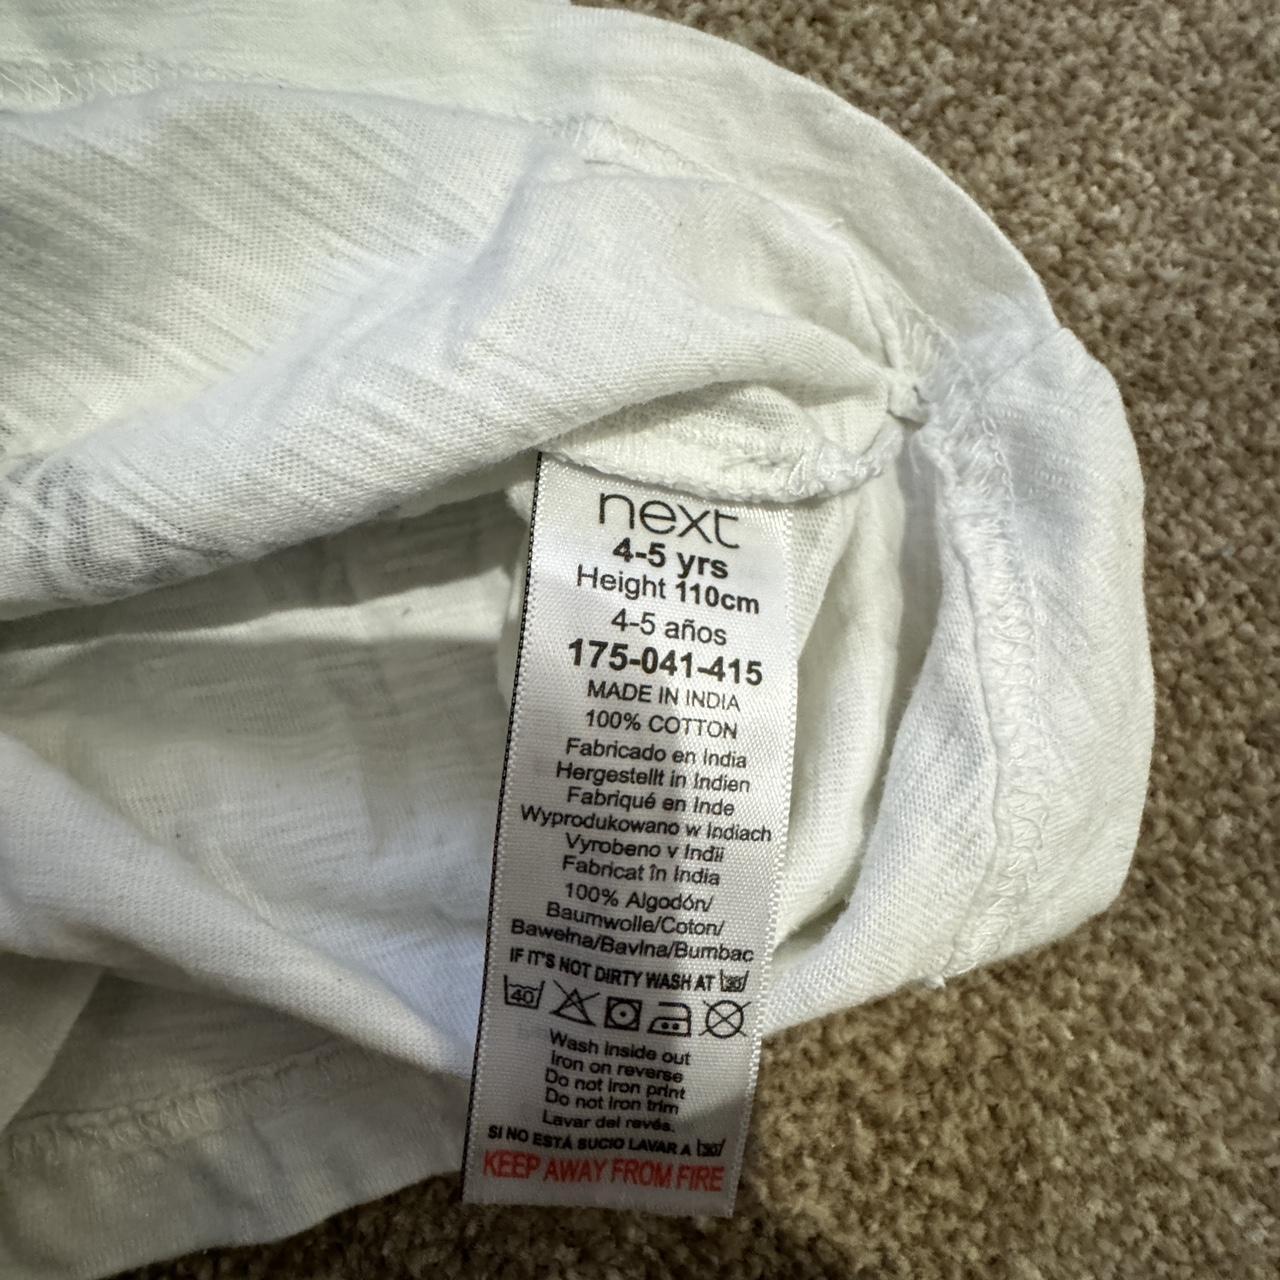 next
4-5 yrs
Height 110cm
4-5 años
175-041-415
MADE IN INDIA
100% COTTON
Fabricado en India
Hergestellt in Indien
Fabriqué en Inde
Wyprodukowano w Indiach
Vyrobeno v Indii
Fabricat în India
100% Algodón/
Baumwolle/Coton/
Bawełna/Bavlna/Bumbac
IF IT'S NOT DIRTY WASH AT 30
40
Wash inside out
Iron on reverse
Do not iron print
Do not iron trim
Lavar del revés.
SI NO ESTÁ SUCIO LAVAR A 30
KEEP AWAY FROM FIRE